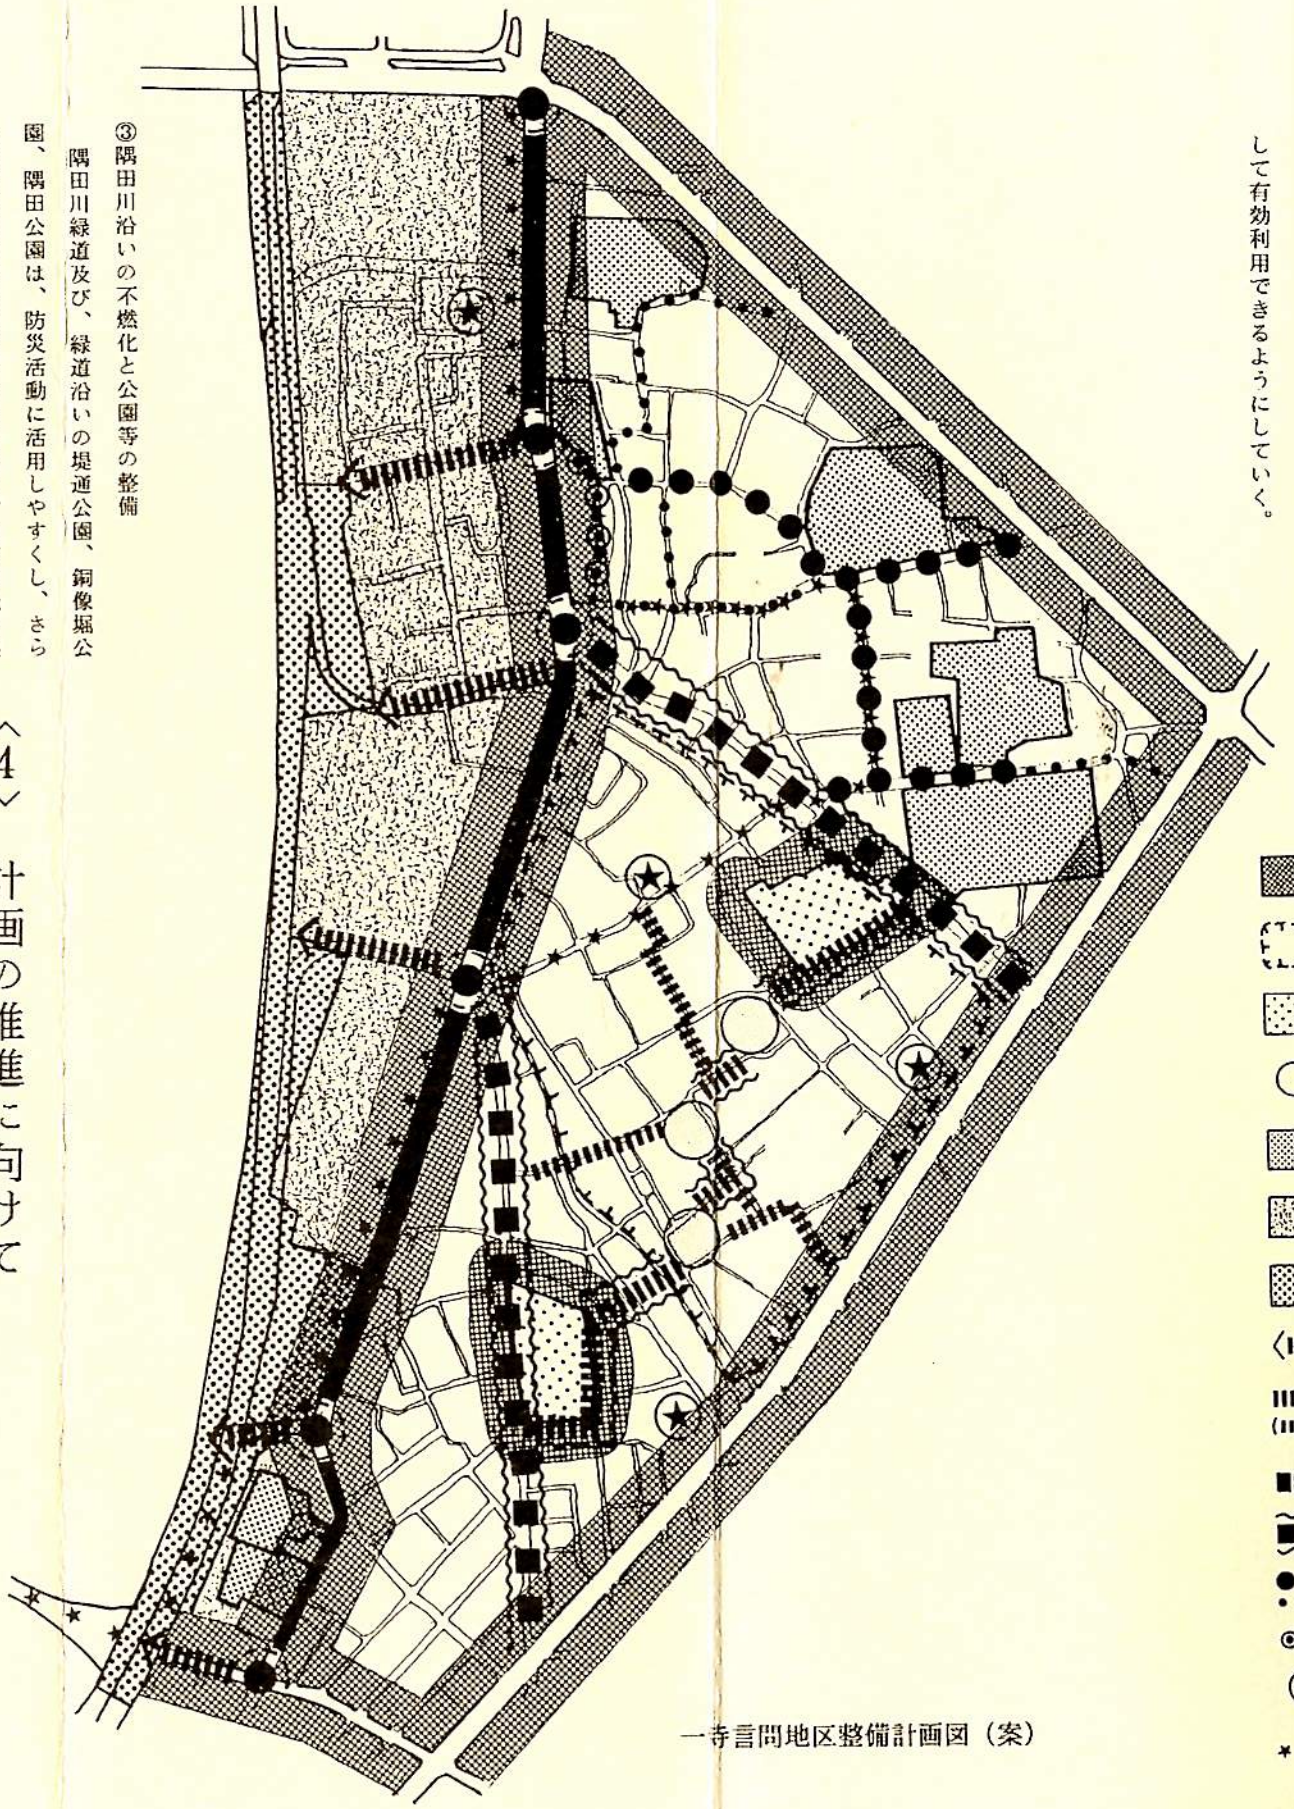 して有効利用できるようにしていく。
③隅田川沿いの不燃化と公園等の整備
隅田川緑道及び、緑道沿いの堤通公園、銅像堀公
園、隅田公園は、防災活動に活用しやすくし、さら
〈4〉 計画の推進に向けて
一寺言問地区整備計画図（案）